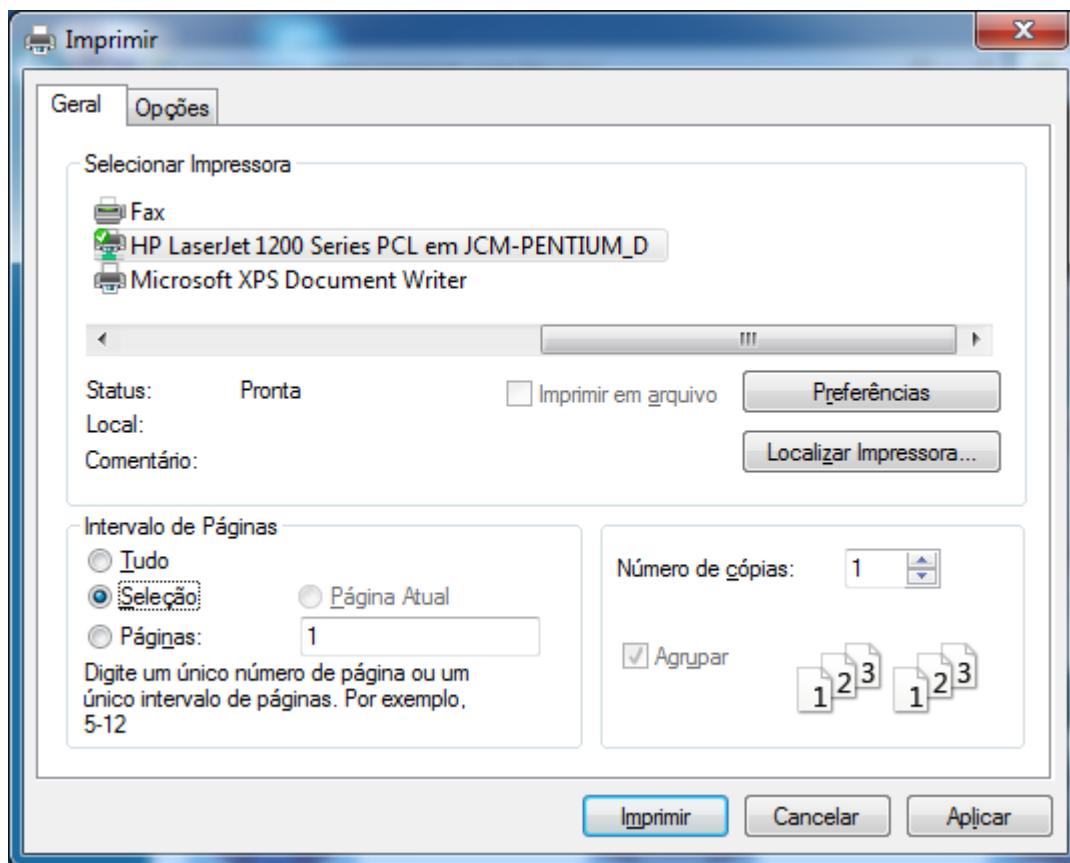 Imprimir
Geral
Opções
Selecionar Impressora
Fax
HP LaserJet 1200 Series PCL em JCM-PENTIUM_D
Microsoft XPS Document Writer
Status: Pronta
Imprimir em arquivo
Preferências
Local:
Localizar Impressora...
Comentário:
Intervalo de Páginas
Tudo
Seleção
Página Atual
Páginas: 1
Digite um único número de página ou um
único intervalo de páginas. Por exemplo,
5-12
Número de cópias: 1
Agrupar
1 2 3 1 2 3
Imprimir
Cancelar
Aplicar